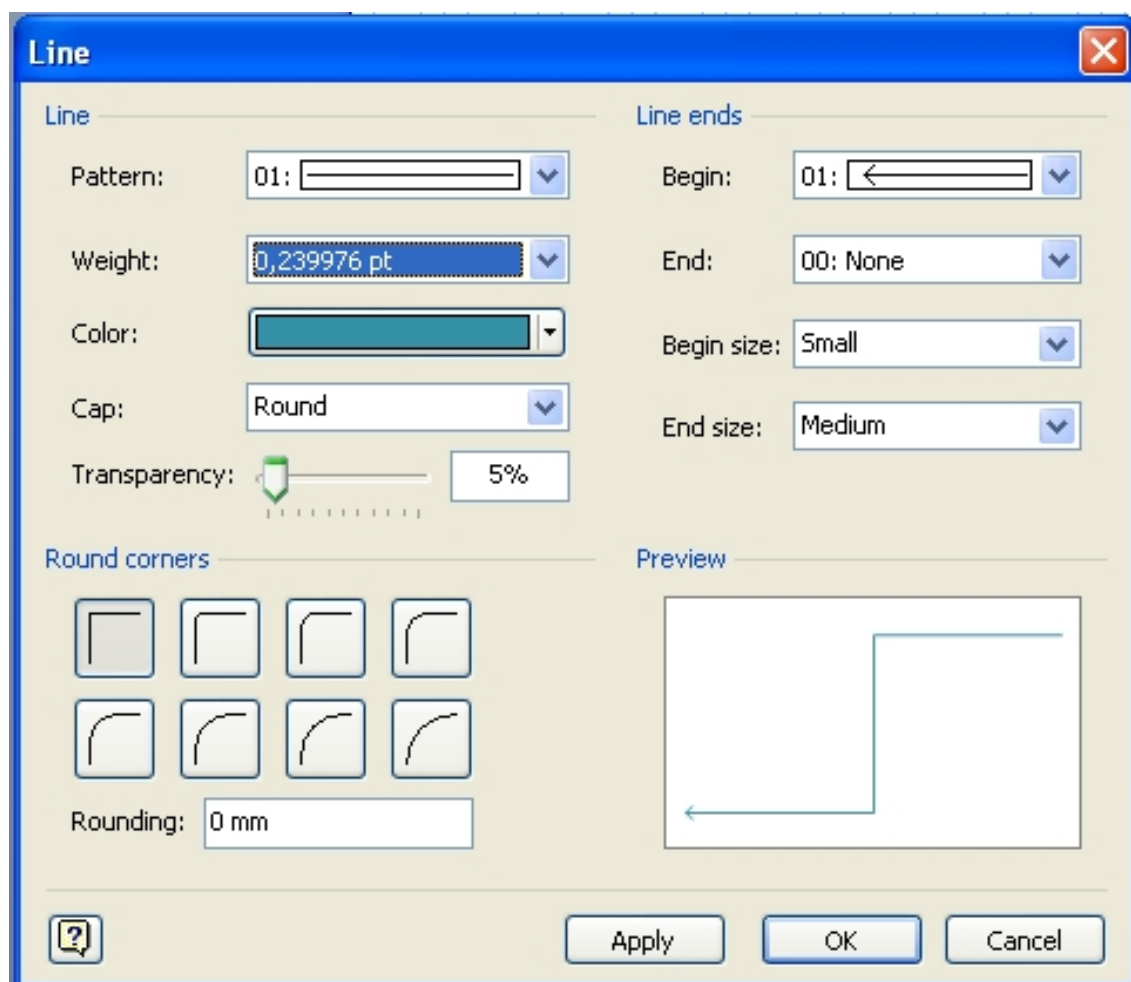 Line
Line
Pattern:
01:
Weight:
0,239976 pt
Color:
Cap:
Round
Transparency:
5%
Line ends
Begin:
01:
End:
00: None
Begin size:
Small
End size:
Medium
Round corners
Rounding:
0 mm
Preview
?
Apply
OK
Cancel